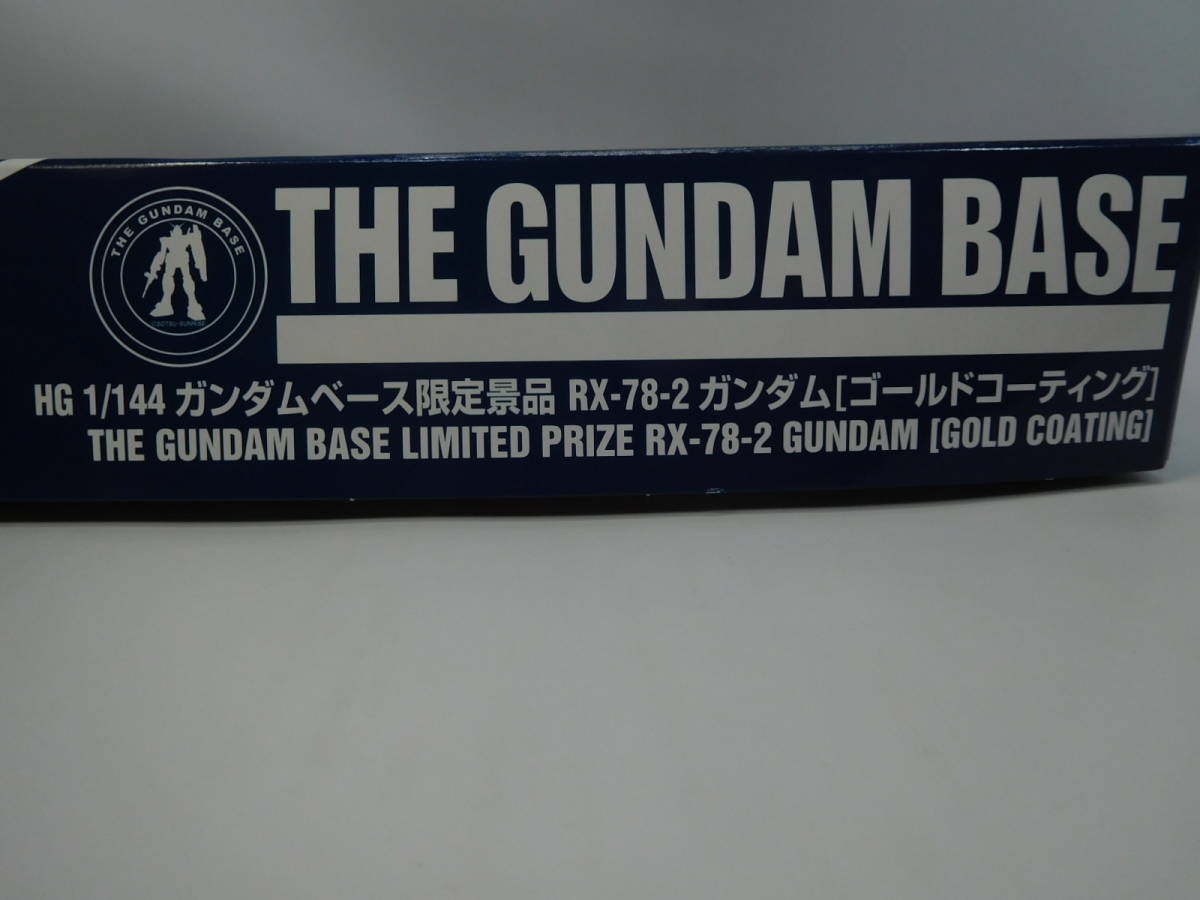 THE GUNDAM BASE
THE GUNDAM BASE
©SOTSU·SUNRISE
HG 1/144 ガンダムベース限定景品 RX-78-2 ガンダム[ゴールドコーティング]
THE GUNDAM BASE LIMITED PRIZE RX-78-2 GUNDAM [GOLD COATING]